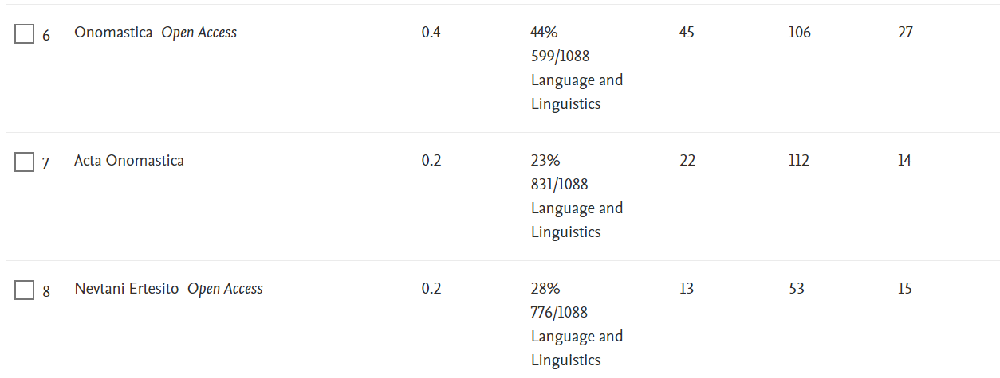 6 Onomastica Open Access 0.4 44% 45 106 27
599/1088
Language and
Linguistics
7 Acta Onomastica 0.2 23% 22 112 14
831/1088
Language and
Linguistics
8 Nevtani Ertesito Open Access 0.2 28% 13 53 15
776/1088
Language and
Linguistics